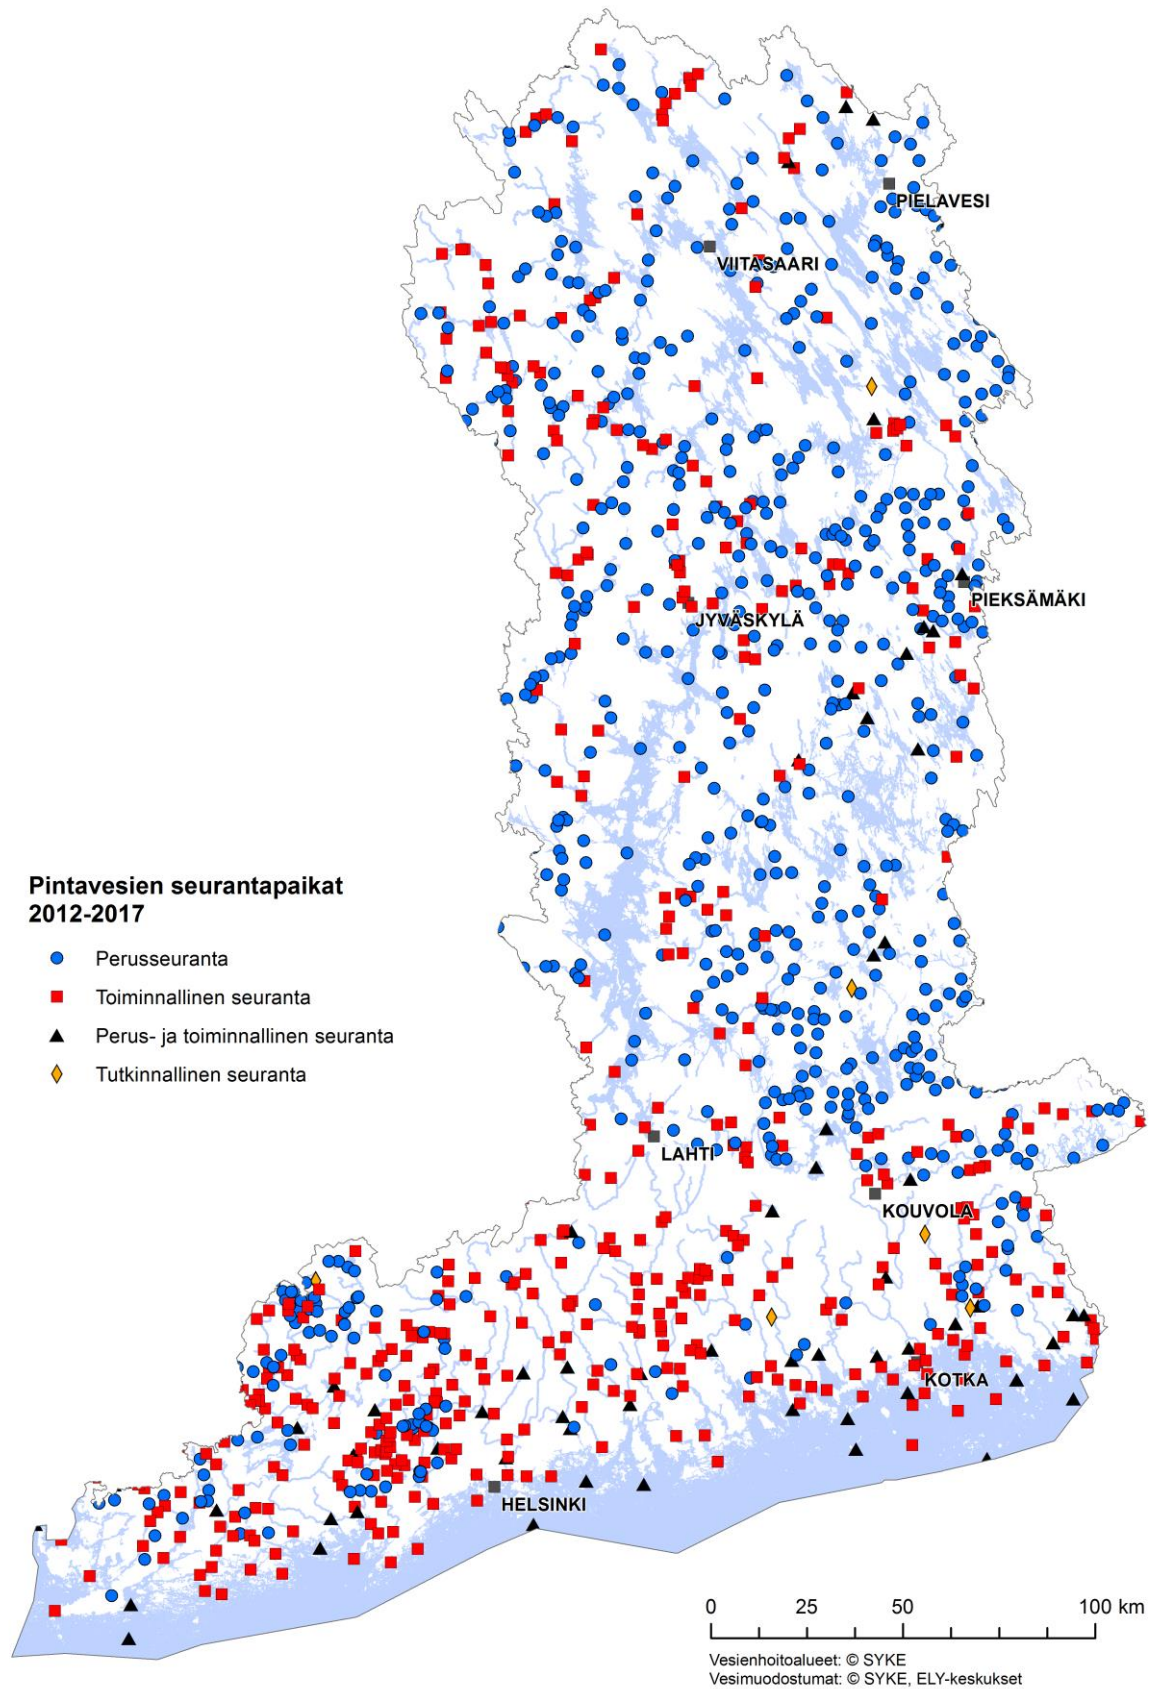 PIELAVESI
VIITASAARI
PIEKSÄMÄKI
JYVÄSKYLÄ
Pintavesien seurantapaikat
2012-2017
Perusseuranta
Toiminnallinen seuranta
Perus- ja toiminnallinen seuranta
Tutkinnallinen seuranta
LAHTI
KOUVOLA
KOTKA
HELSINKI
0 25 50 100 km
Vesienhoitoalueet: © SYKE
Vesimuodostumat: © SYKE, ELY-keskukset